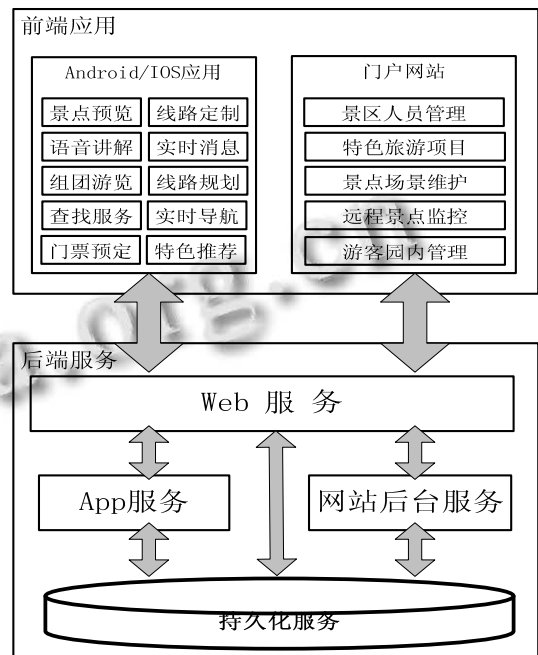 前端应用
Android/IOS应用
景点预览 线路定制
语音讲解 实时消息
组团游览 线路规划
查找服务 实时导航
门票预定 特色推荐
门户网站
景区人员管理
特色旅游项目
景点场景维护
远程景点监控
游客园内管理
后端服务
Web 服 务
App服务
网站后台服务
持久化服务
e.org.cn